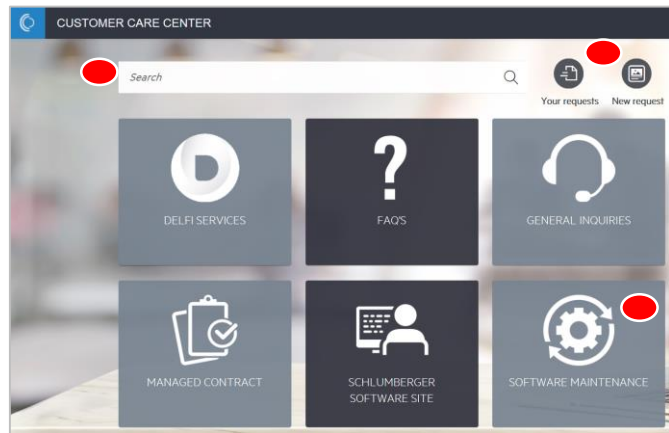 CUSTOMER CARE CENTER
Search
Your requests New request
DELFI SERVICES
FAQ'S
GENERAL INQUIRIES
MANAGED CONTRACT
SCHLUMBERGER
SOFTWARE SITE
SOFTWARE MAINTENANCE